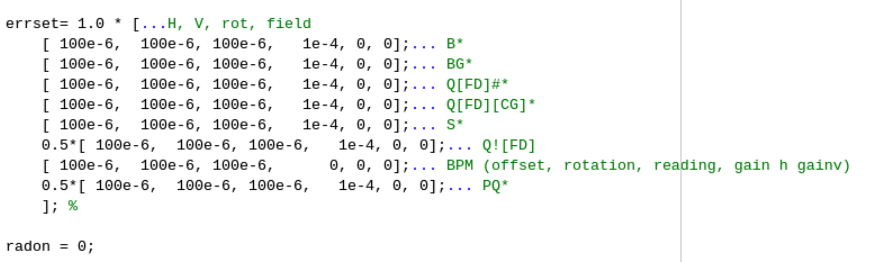 errset= 1.0 * [...H, V, rot, field
[ 100e-6,  100e-6, 100e-6,   1e-4, 0, 0];... B*
[ 100e-6,  100e-6, 100e-6,   1e-4, 0, 0];... BG*
[ 100e-6,  100e-6, 100e-6,   1e-4, 0, 0];... Q[FD]#*
[ 100e-6,  100e-6, 100e-6,   1e-4, 0, 0];... Q[FD][CG]*
[ 100e-6,  100e-6, 100e-6,   1e-4, 0, 0];... S*
0.5*[ 100e-6,  100e-6, 100e-6,   1e-4, 0, 0];... Q![FD]
[ 100e-6,  100e-6, 100e-6,      0, 0, 0];... BPM (offset, rotation, reading, gain h gainv)
0.5*[ 100e-6,  100e-6, 100e-6,   1e-4, 0, 0];... PQ*
]; %
radon = 0;